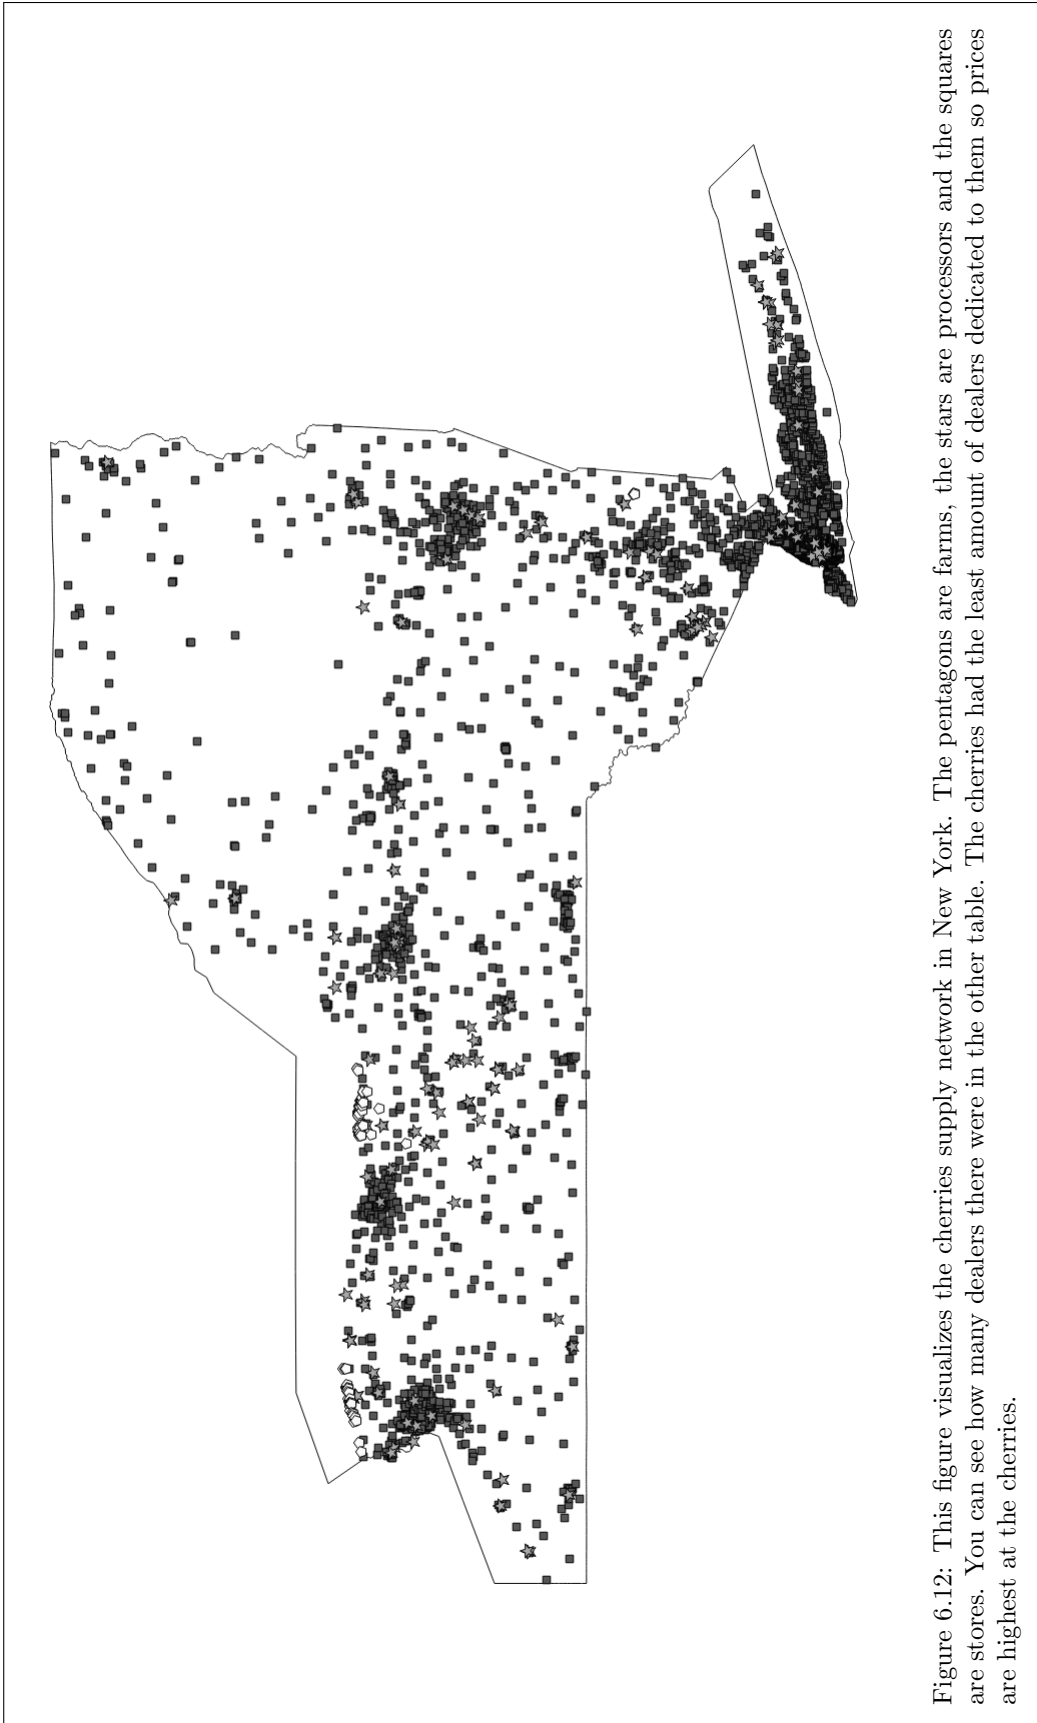 Figure 6.12: This figure visualizes the cherries supply network in New York. The pentagons are farms, the stars are processors and the squares
are stores. You can see how many dealers there were in the other table. The cherries had the least amount of dealers dedicated to them so prices
are highest at the cherries.